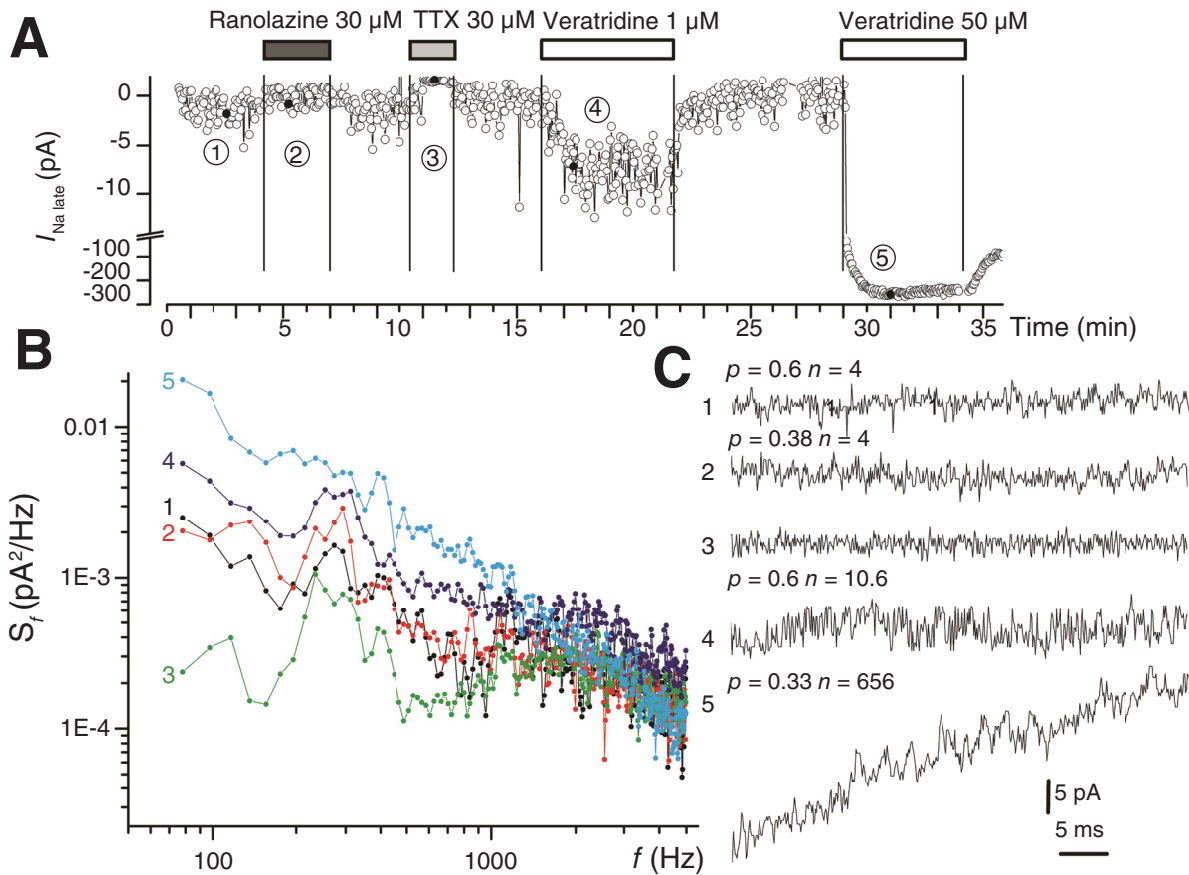 A
Ranolazine 30 µM TTX 30 µM Veratridine 1 µM Veratridine 50 µM
I Na late (pA)
0
-5
-10
-100
-200
-300
1
2
3
4
5
0 5 10 15 20 25 30 35 Time (min)
B
S f (pA²/Hz)
0.01
1E-3
1E-4
5
4
1
2
3
100 1000 f (Hz)
C
p = 0.6 n = 4
1
p = 0.38 n = 4
2
3
p = 0.6 n = 10.6
4
p = 0.33 n = 656
5
5 pA
5 ms